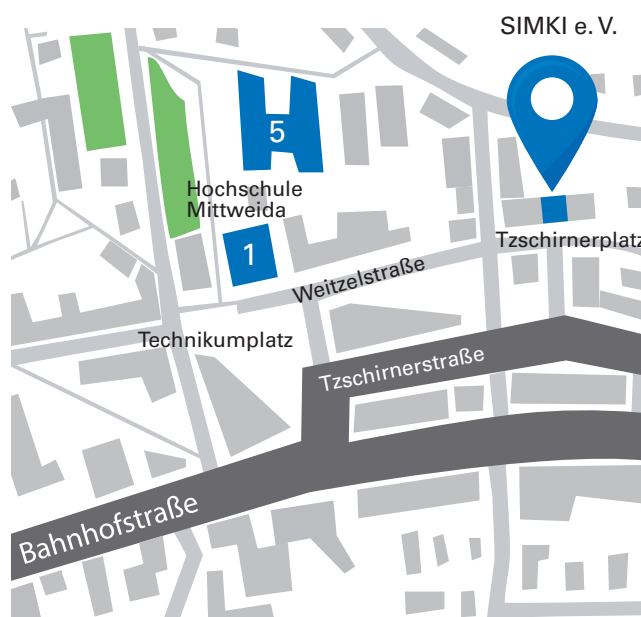 SIMKI e. V.
5
Hochschule
Mittweida
1
Tzschirnerplatz
Weitzelstraße
Technikumplatz
Tzschirnerstraße
Bahnhofstraße